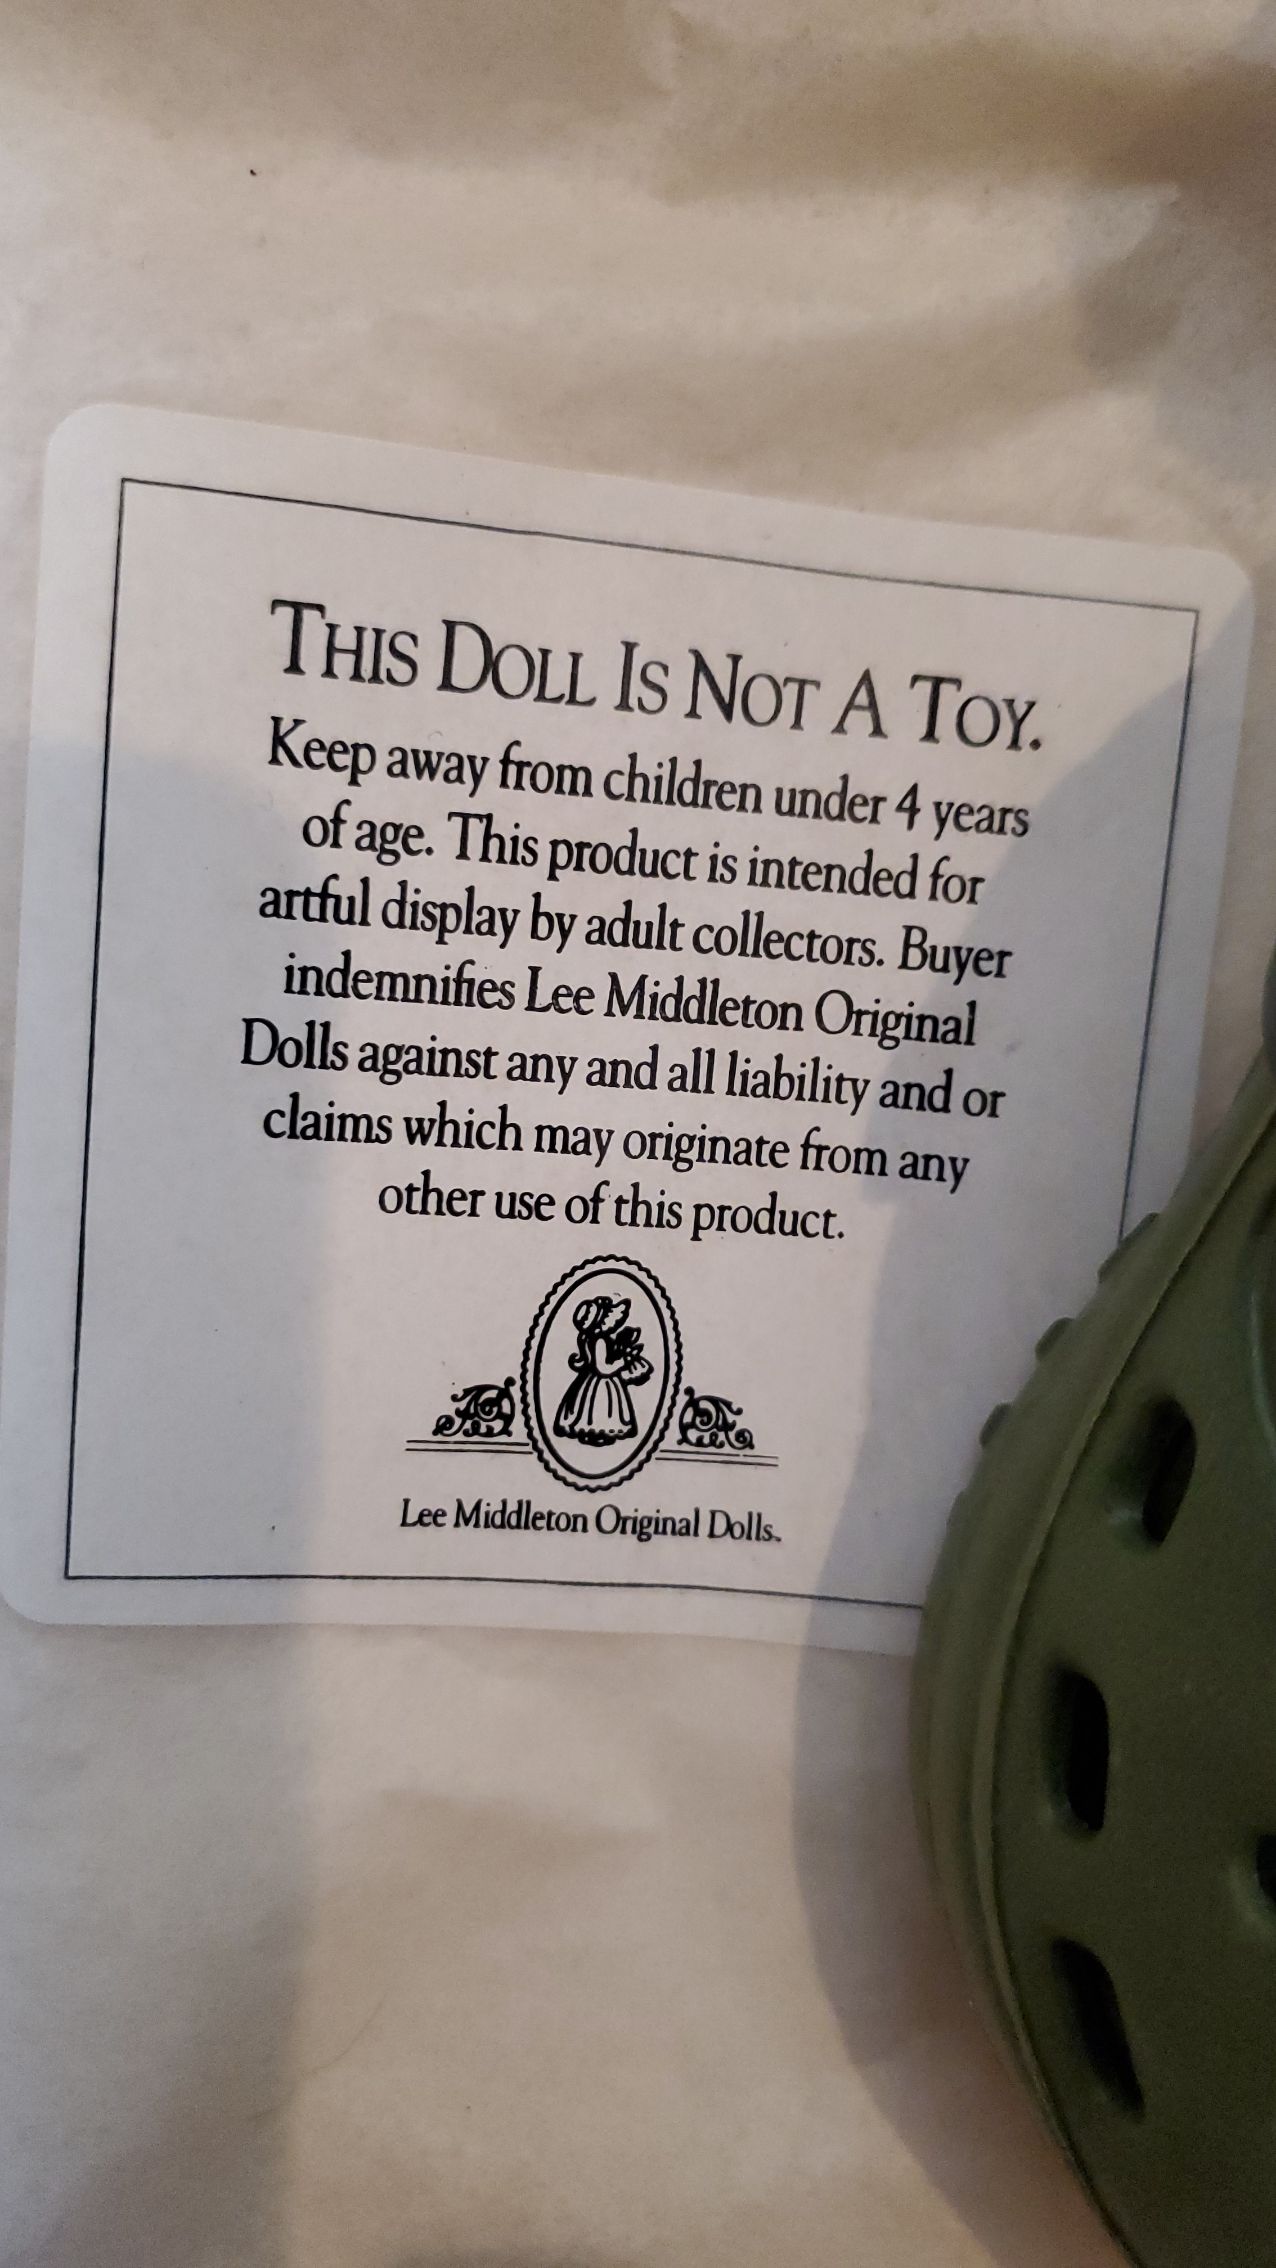 THIS DOLL IS NOT A TOY.
Keep away from children under 4 years
of age. This product is intended for
artful display by adult collectors. Buyer
indemnifies Lee Middleton Original
Dolls against any and all liability and or
claims which may originate from any
other use of this product.
Lee Middleton Original Dolls.